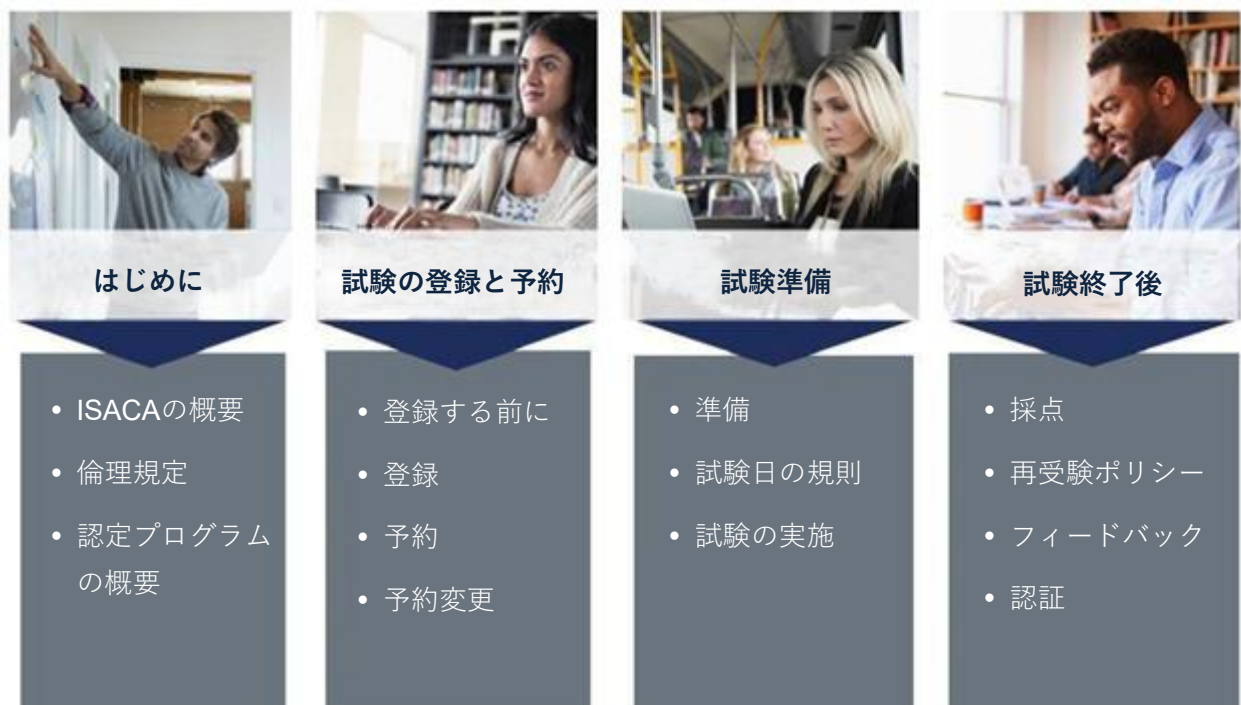 はじめに
• ISACAの概要
• 倫理規定
• 認定プログラム
の概要
試験の登録と予約
• 登録する前に
• 登録
• 予約
• 予約変更
試験準備
• 準備
• 試験日の規則
• 試験の実施
試験終了後
• 採点
• 再受験ポリシー
• フィードバック
• 認証